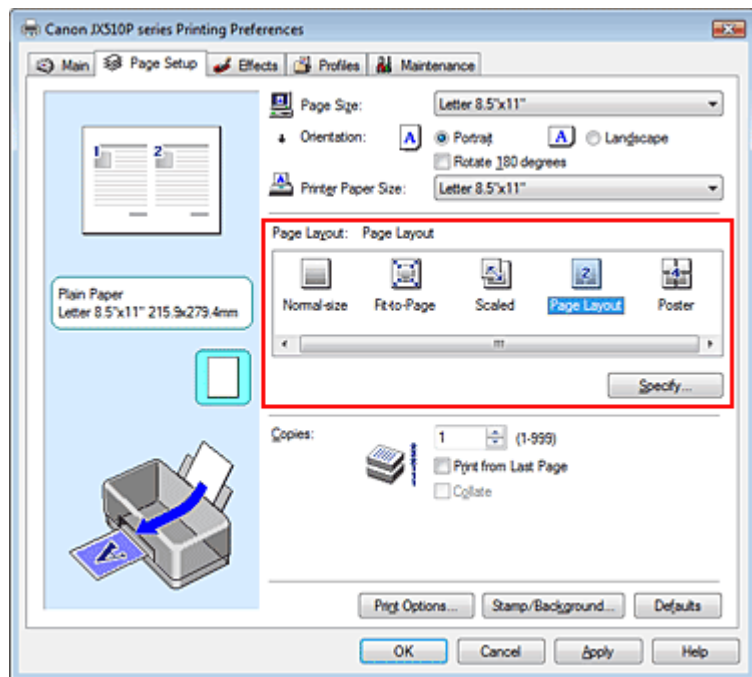 Canon JX510P series Printing Preferences
Main Page Setup Effects Profiles Maintenance
Page Size: Letter 8.5"x11"
Orientation: A Portrait A Landscape
Rotate 180 degrees
Printer Paper Size: Letter 8.5"x11"
1 2
Page Layout: Page Layout
Normal-size Fit-to-Page Scaled Page Layout Poster
Plain Paper
Letter 8.5"x11" 215.9x279.4mm
Specify...
Copies: 1 (1-999)
Print from Last Page
Collate
Print Options... Stamp/Background... Defaults
OK Cancel Apply Help